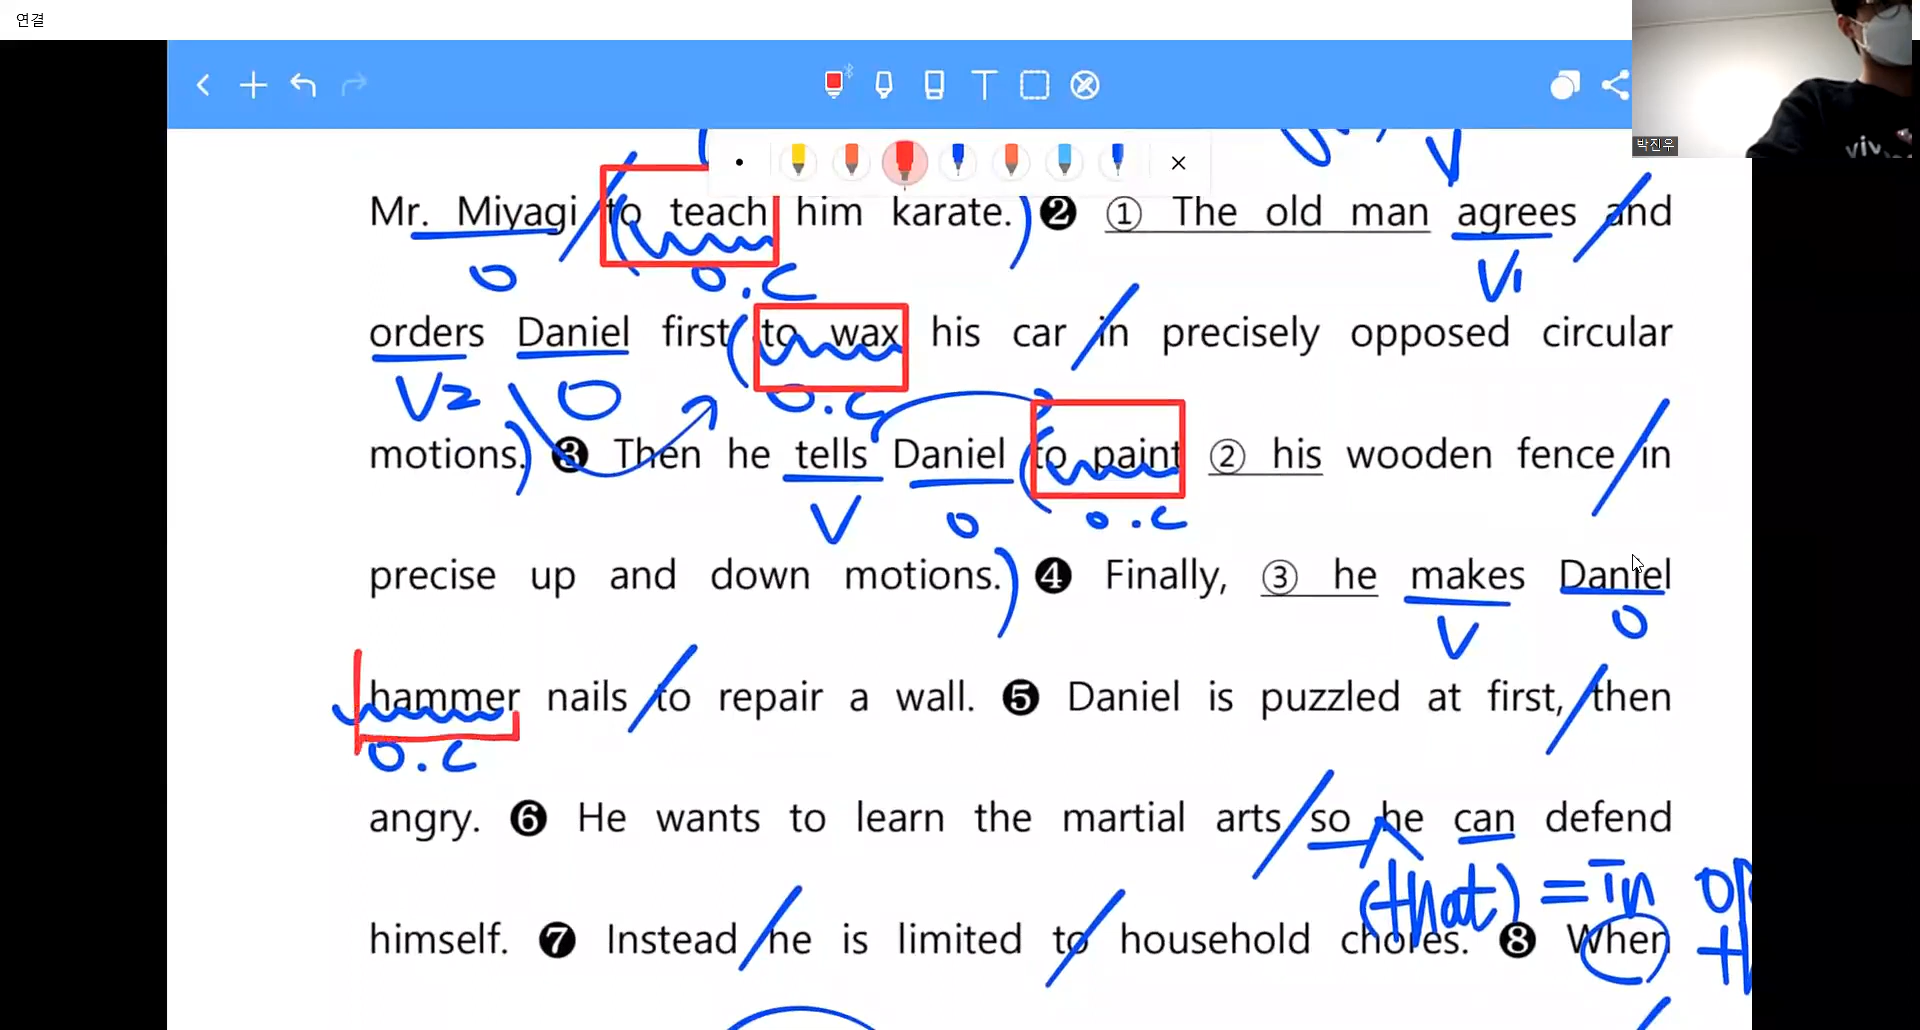 연결
박진우
viv
V
Mr. Miyagi to teach him karate.) ❷ ① The old man agrees and
O O.C V1
orders Daniel first (to wax his car in precisely opposed circular
V2 O O.C
motions.) ❸ Then he tells Daniel (to paint ② his wooden fence in
V O O.C
precise up and down motions.) ❹ Finally, ③ he makes Daniel
V O
hammer nails to repair a wall. ❺ Daniel is puzzled at first, then
O.C
angry. ❻ He wants to learn the martial arts so he can defend
(that) = in
himself. ❼ Instead he is limited to household chores. ❽ When